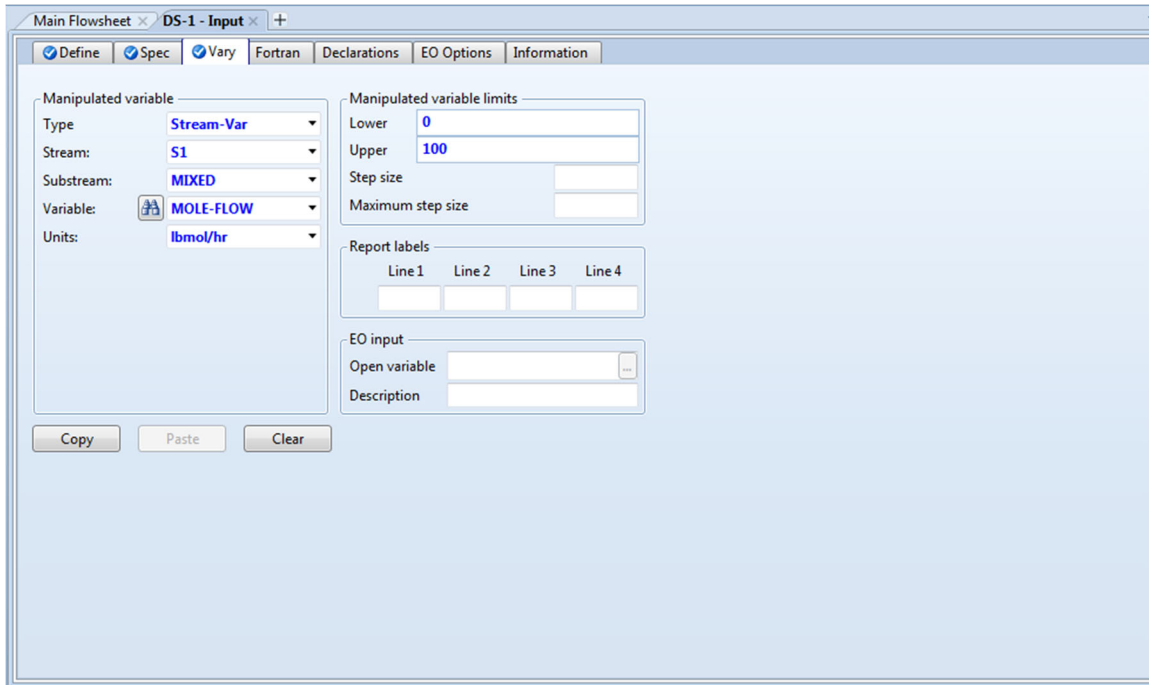 Main Flowsheet DS-1 - Input +
Define Spec Vary Fortran Declarations EO Options Information
Manipulated variable
Type Stream-Var
Stream: S1
Substream: MIXED
Variable: MOLE-FLOW
Units: lbmol/hr
Manipulated variable limits
Lower 0
Upper 100
Step size
Maximum step size
Report labels
Line 1 Line 2 Line 3 Line 4
EO input
Open variable ...
Description
Copy Paste Clear